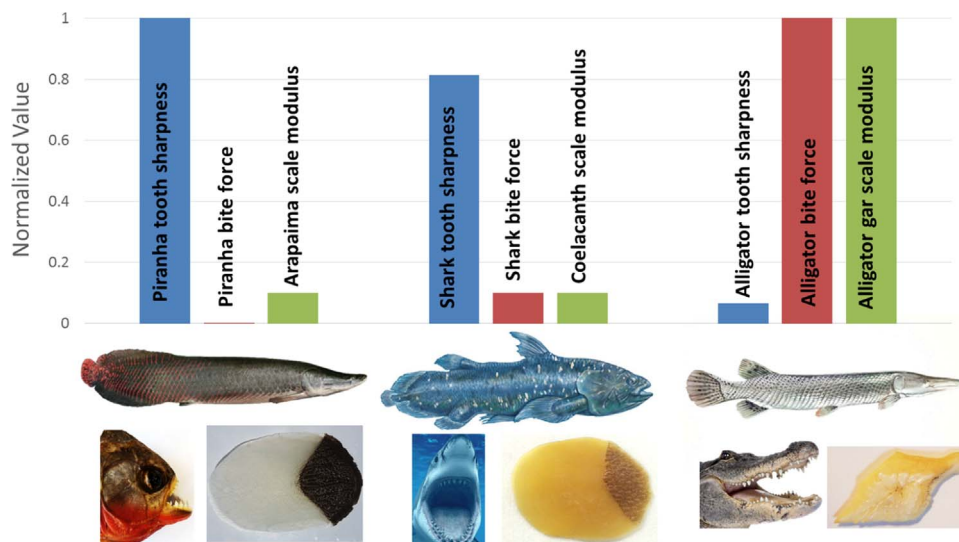 Normalized Value
1
0.8
0.6
0.4
0.2
0
Piranha tooth sharpness
Piranha bite force
Arapaima scale modulus
Shark tooth sharpness
Shark bite force
Coelacanth scale modulus
Alligator tooth sharpness
Alligator bite force
Alligator gar scale modulus